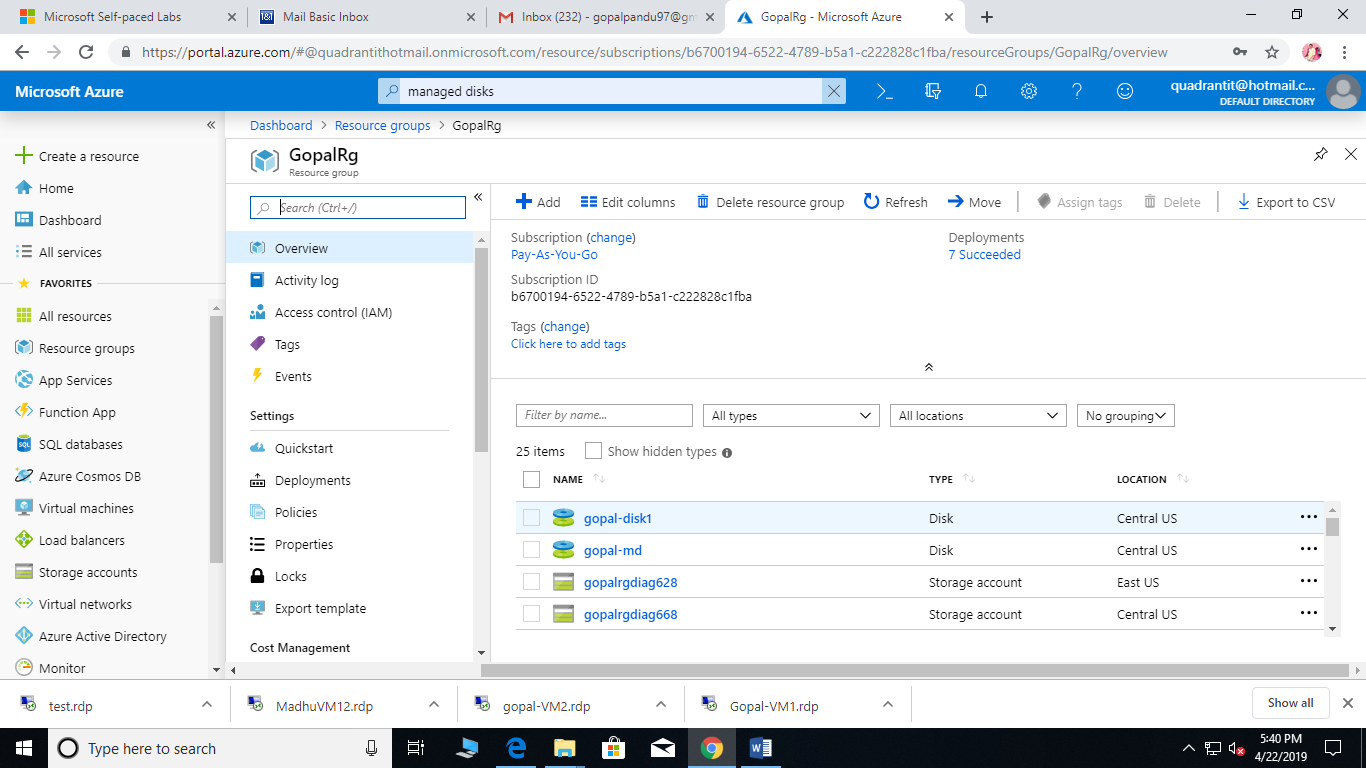 Microsoft Self-paced Labs
Mail Basic Inbox
Inbox (232) - gopalpandu97@gm
GopalRg - Microsoft Azure
https://portal.azure.com/#@quadrantithotmail.onmicrosoft.com/resource/subscriptions/b6700194-6522-4789-b5a1-c222828c1fba/resourceGroups/GopalRg/overview
Microsoft Azure
managed disks
quadrantit@hotmail.c...
DEFAULT DIRECTORY
Dashboard > Resource groups > GopalRg
Create a resource
Home
Dashboard
All services
FAVORITES
All resources
Resource groups
App Services
Function App
SQL databases
Azure Cosmos DB
Virtual machines
Load balancers
Storage accounts
Virtual networks
Azure Active Directory
Monitor
GopalRg
Resource group
Search (Ctrl+/)
Overview
Activity log
Access control (IAM)
Tags
Events
Settings
Quickstart
Deployments
Policies
Properties
Locks
Export template
Cost Management
Add Edit columns Delete resource group Refresh Move Assign tags Delete Export to CSV
Subscription (change)
Pay-As-You-Go
Subscription ID
b6700194-6522-4789-b5a1-c222828c1fba
Tags (change)
Click here to add tags
Deployments
7 Succeeded
Filter by name... All types All locations No grouping
25 items Show hidden types
NAME TYPE LOCATION
gopal-disk1 Disk Central US
gopal-md Disk Central US
gopalrgdiag628 Storage account East US
gopalrgdiag668 Storage account Central US
test.rdp
MadhuVM12.rdp
gopal-VM2.rdp
Gopal-VM1.rdp
Show all
Type here to search
5:40 PM
4/22/2019